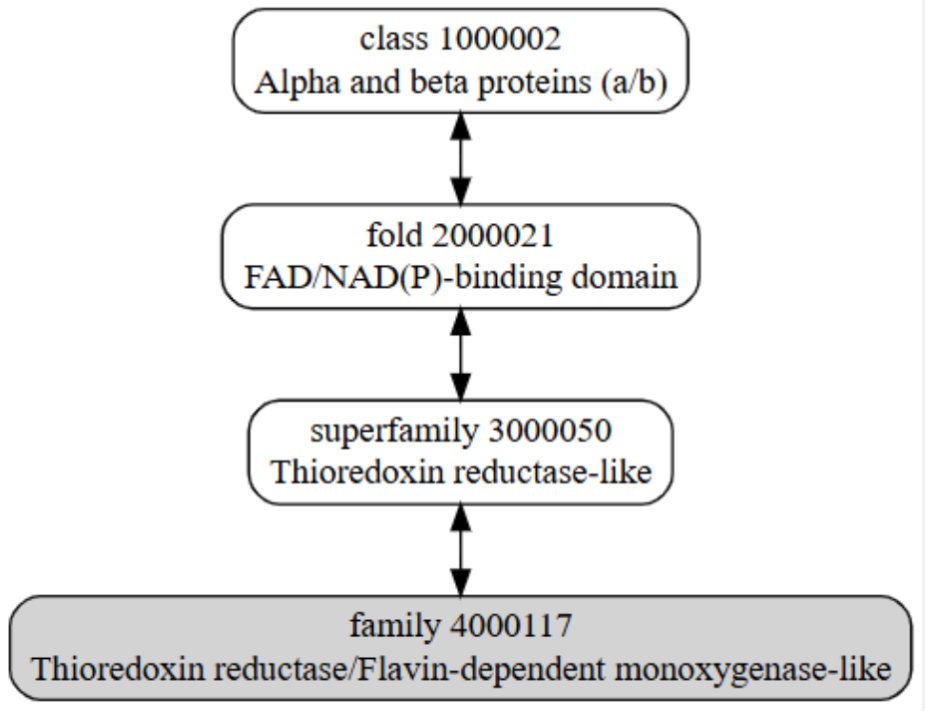 class 1000002
Alpha and beta proteins (a/b)
fold 2000021
FAD/NAD(P)-binding domain
superfamily 3000050
Thioredoxin reductase-like
family 4000117
Thioredoxin reductase/Flavin-dependent monoxygenase-like